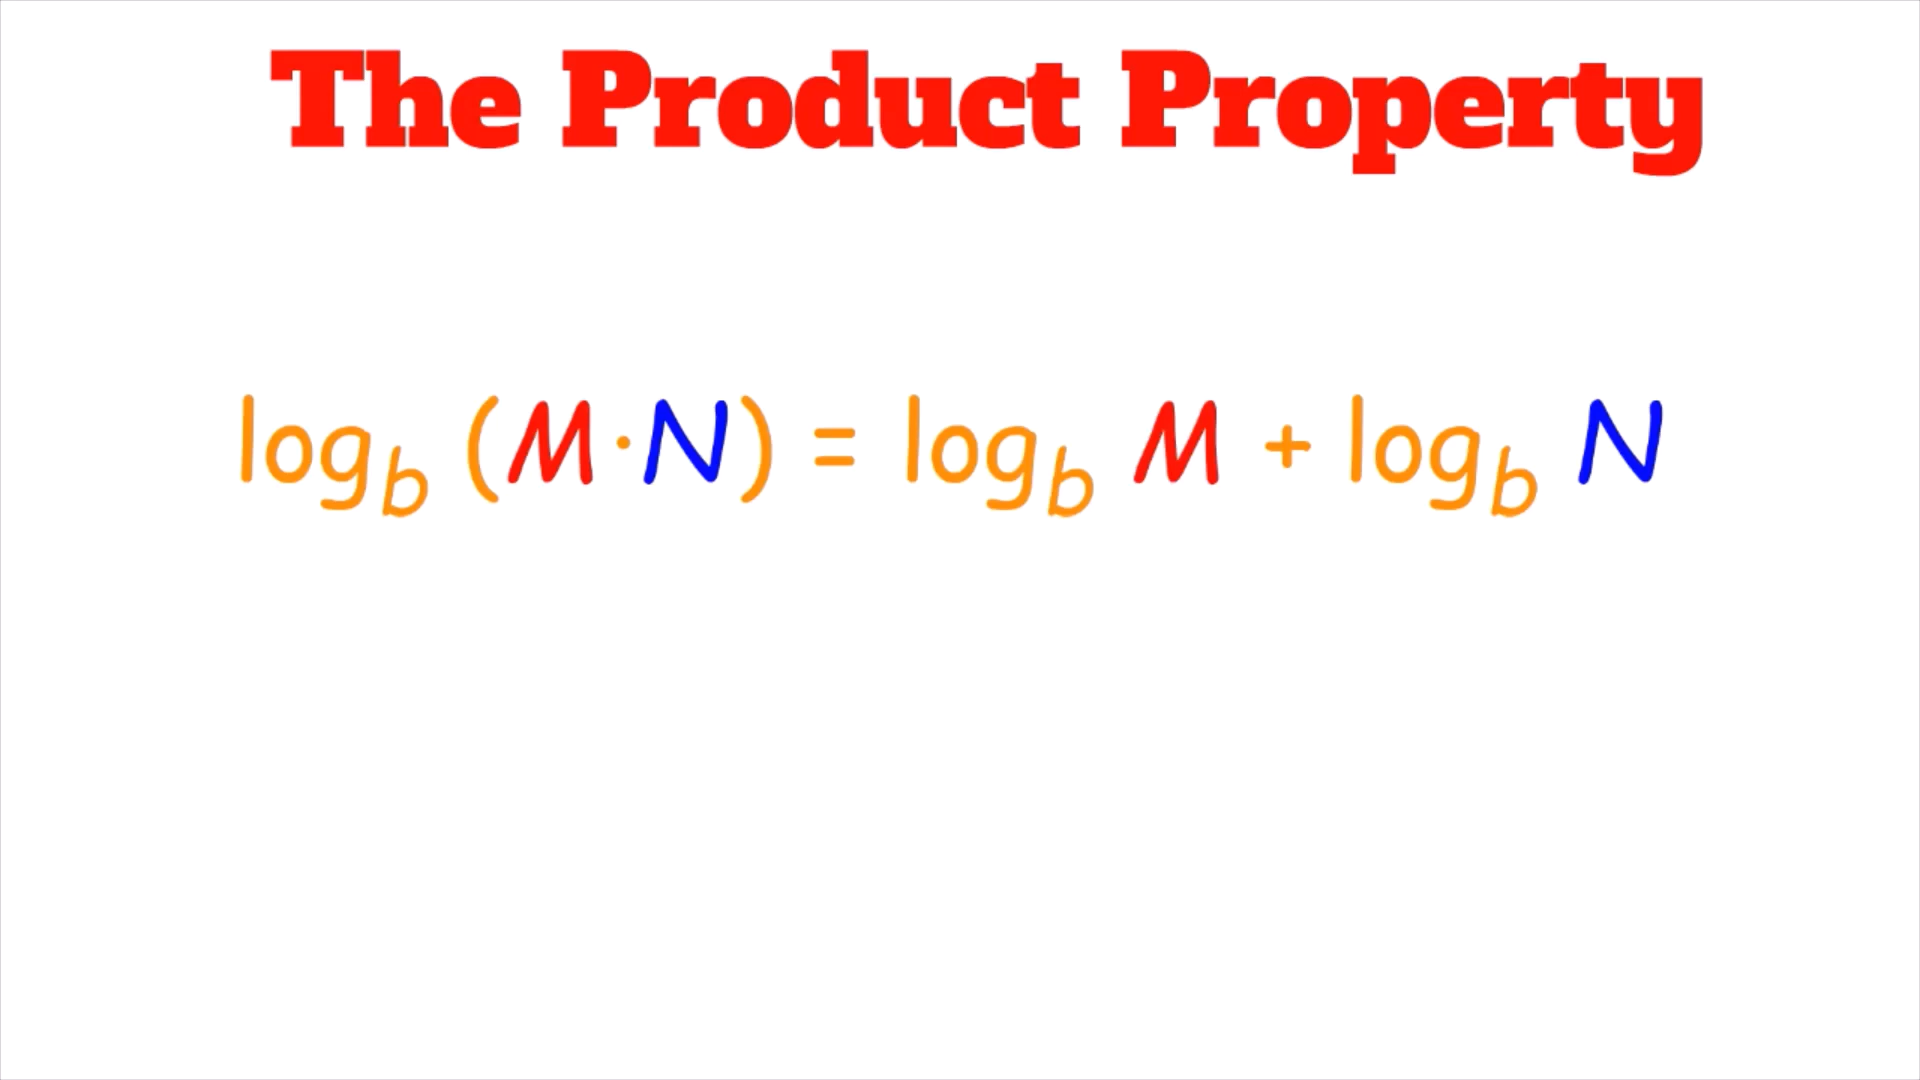 The Product Property
log_b (M·N) = log_b M + log_b N